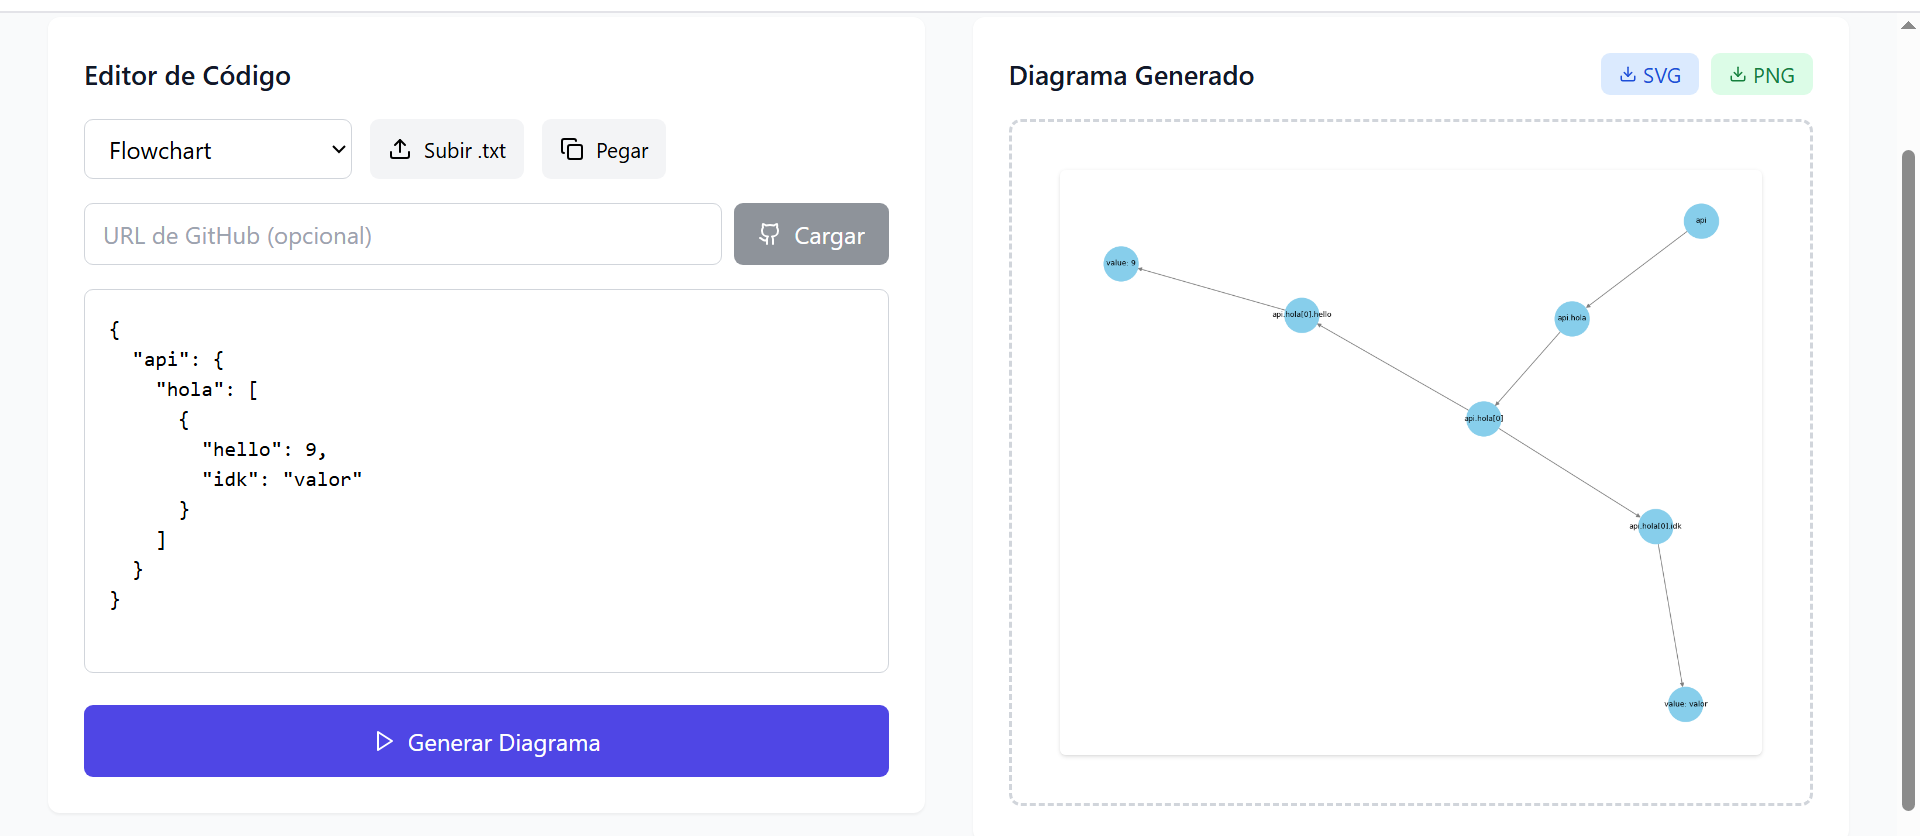 Editor de Código
Flowchart
Subir .txt
Pegar
URL de GitHub (opcional)
Cargar
{
  "api": {
    "hola": [
      {
        "hello": 9,
        "idk": "valor"
      }
    ]
  }
}
Generar Diagrama
Diagrama Generado
SVG
PNG
api
value: 9
api.hola[0].hello
api.hola
api.hola[0]
api.hola[0].idk
value: valor